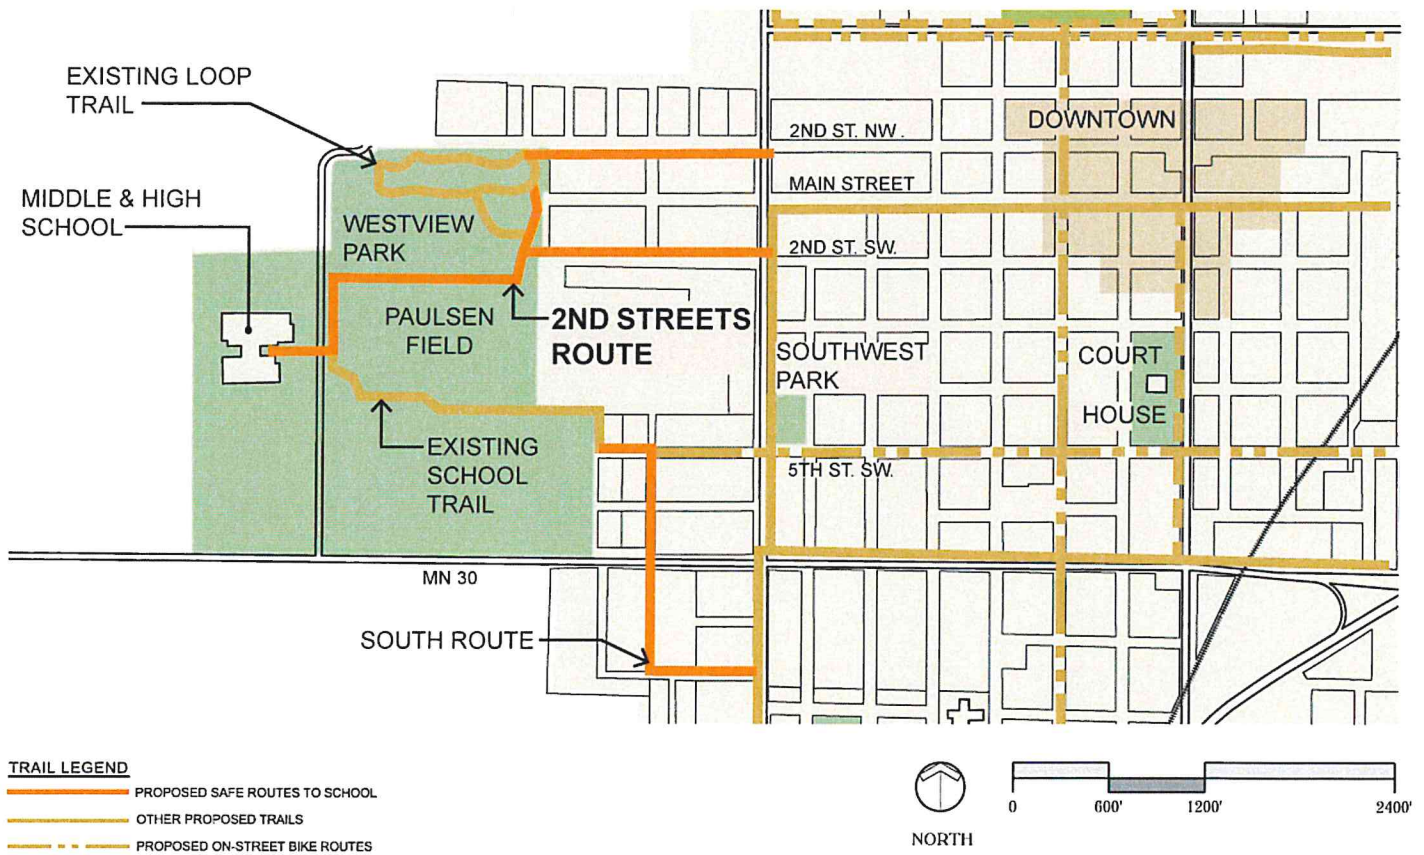 EXISTING LOOP
TRAIL
MIDDLE & HIGH
SCHOOL
WESTVIEW
PARK
PAULSEN
FIELD
2ND STREETS
ROUTE
EXISTING
SCHOOL
TRAIL
MN 30
SOUTH ROUTE
2ND ST. NW.
DOWNTOWN
MAIN STREET
2ND ST. SW.
SOUTHWEST
PARK
COURT
HOUSE
5TH ST. SW.
TRAIL LEGEND
PROPOSED SAFE ROUTES TO SCHOOL
OTHER PROPOSED TRAILS
PROPOSED ON-STREET BIKE ROUTES
NORTH
0 600' 1200' 2400'